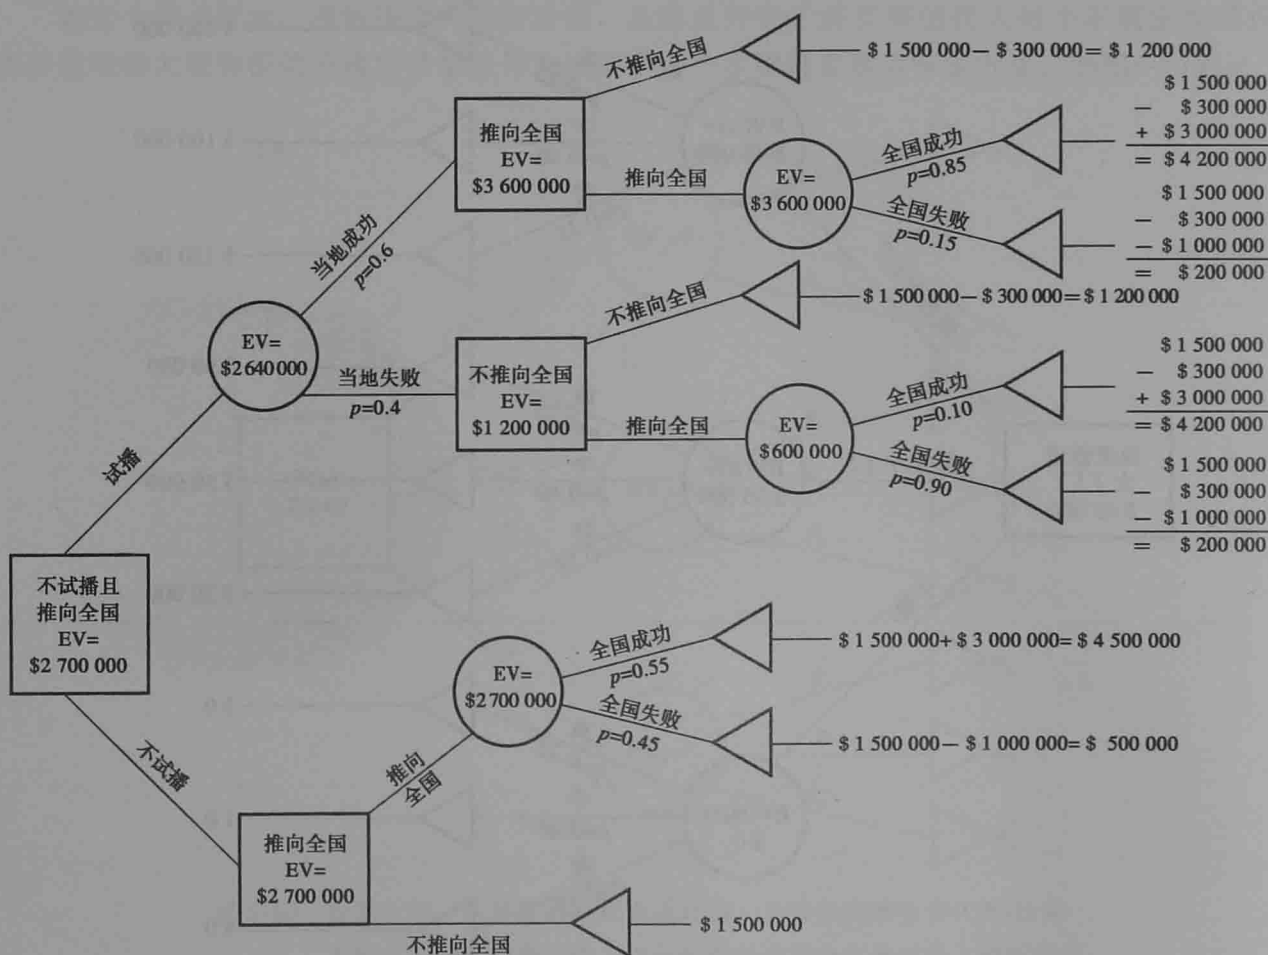 不推向全国
$ 1 500 000 – $ 300 000 = $ 1 200 000
推向全国
EV=
$3 600 000
推向全国
EV=
$3 600 000
全国成功
p=0.85
$ 1 500 000
– $ 300 000
+ $ 3 000 000
= $ 4 200 000
全国失败
p=0.15
$ 1 500 000
– $ 300 000
– $ 1 000 000
= $ 200 000
当地成功
p=0.6
EV=
$2 640 000
当地失败
p=0.4
不推向全国
$ 1 500 000 – $ 300 000 = $ 1 200 000
不推向全国
EV=
$1 200 000
推向全国
EV=
$600 000
全国成功
p=0.10
$ 1 500 000
– $ 300 000
+ $ 3 000 000
= $ 4 200 000
全国失败
p=0.90
$ 1 500 000
– $ 300 000
– $ 1 000 000
= $ 200 000
试播
不试播且
推向全国
EV=
$2 700 000
不试播
推向全国
EV=
$2 700 000
推向
全国
EV=
$2 700 000
全国成功
p=0.55
$ 1 500 000 + $ 3 000 000 = $ 4 500 000
全国失败
p=0.45
$ 1 500 000 – $ 1 000 000 = $ 500 000
不推向全国
$ 1 500 000